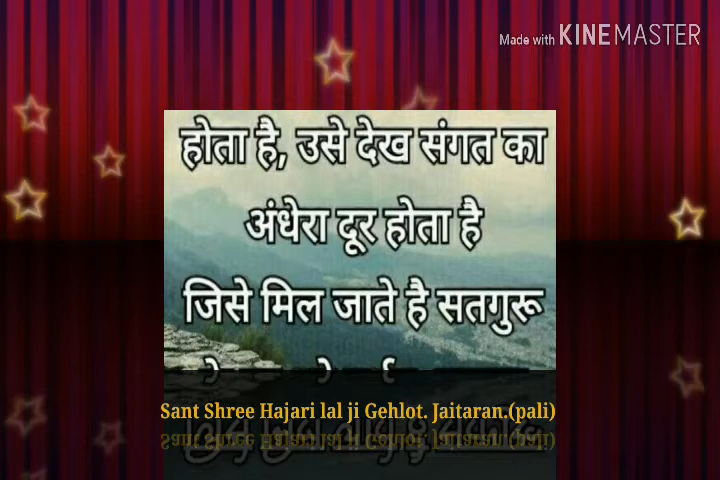 Made with KINEMASTER
होता है, उसे देख संगत का
अंधेरा दूर होता है
जिसे मिल जाते है सतगुरू
Sant Shree Hajari lal ji Gehlot. Jaitaran.(pali)